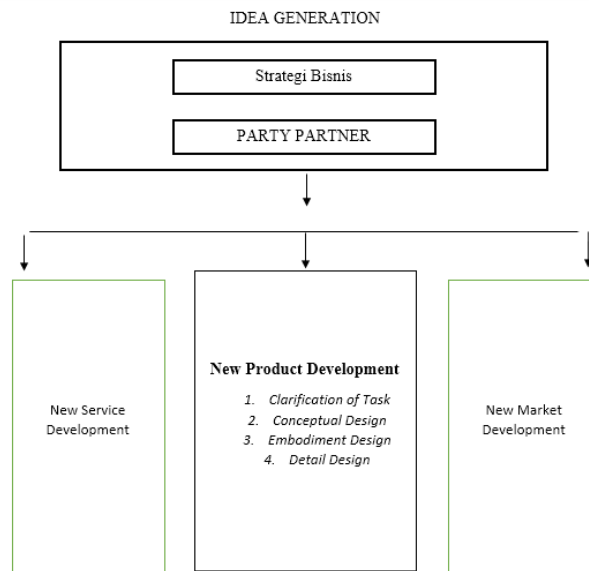 IDEA GENERATION
Strategi Bisnis
PARTY PARTNER
New Service
Development
New Product Development
1. Clarification of Task
2. Conceptual Design
3. Embodiment Design
4. Detail Design
New Market
Development